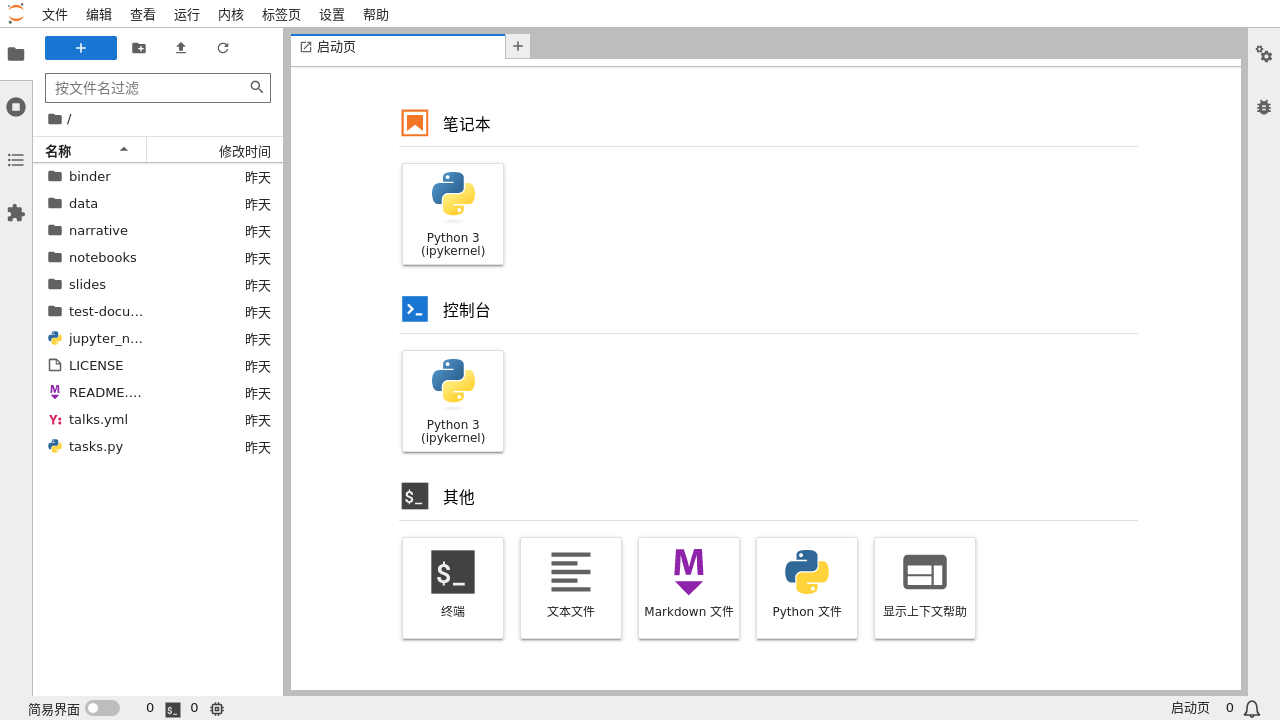 文件 编辑 查看 运行 内核 标签页 设置 帮助
启动页
按文件名过滤
/
名称 修改时间
binder 昨天
data 昨天
narrative 昨天
notebooks 昨天
slides 昨天
test-docu… 昨天
jupyter_n… 昨天
LICENSE 昨天
README.… 昨天
talks.yml 昨天
tasks.py 昨天
笔记本
Python 3
(ipykernel)
控制台
Python 3
(ipykernel)
其他
终端 文本文件 Markdown 文件 Python 文件 显示上下文帮助
简易界面 0 0 启动页 0